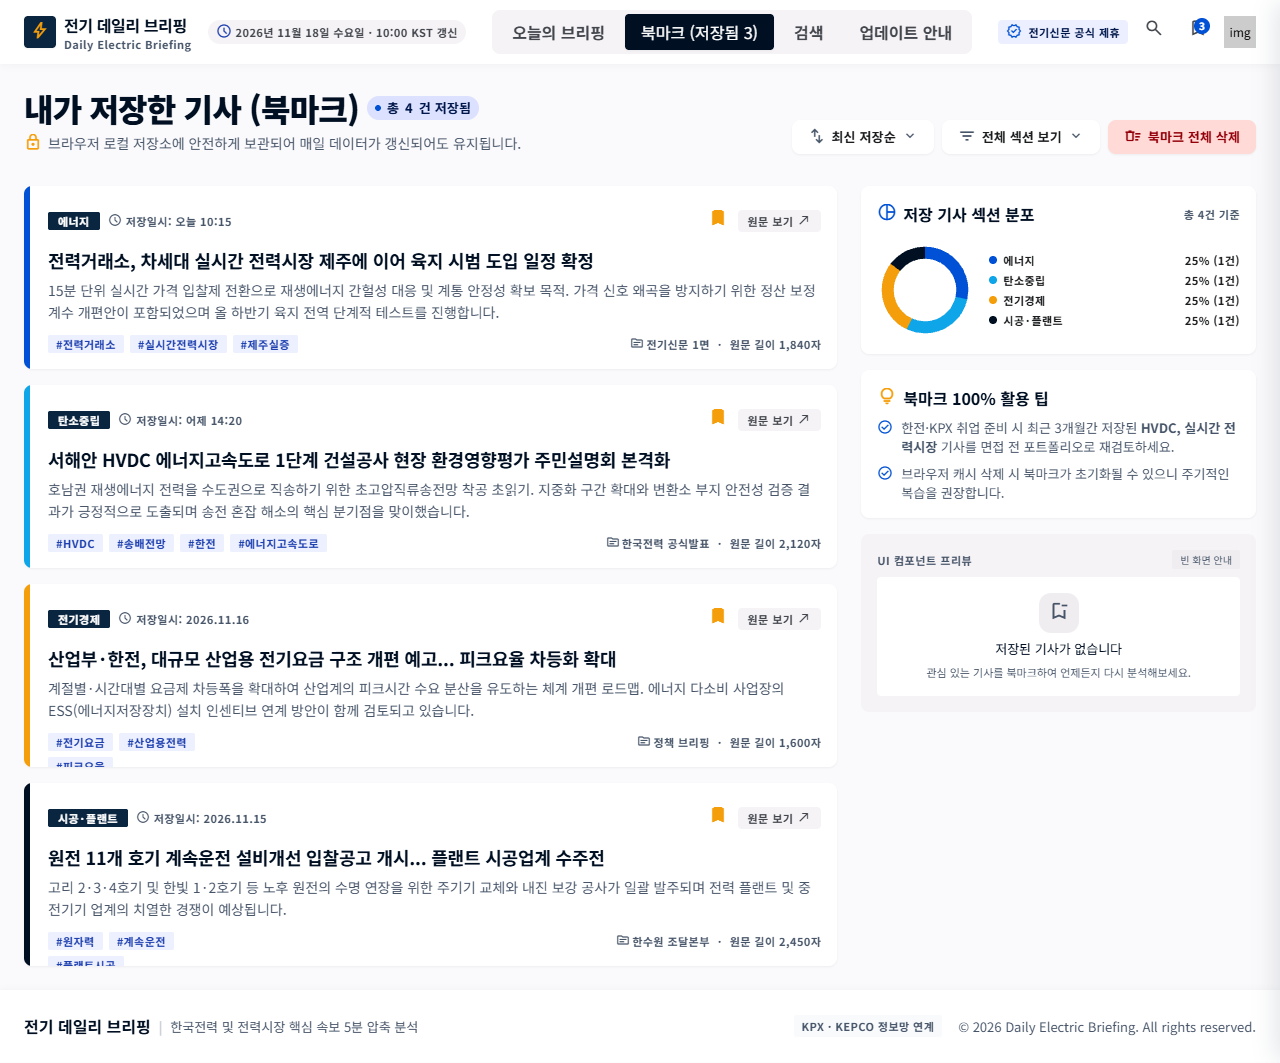 전기 데일리 브리핑
Daily Electric Briefing
2026년 11월 18일 수요일 · 10:00 KST 갱신
오늘의 브리핑
북마크 (저장됨 3)
검색
업데이트 안내
전기신문 공식 제휴
3
img
내가 저장한 기사 (북마크)
총 4 건 저장됨
브라우저 로컬 저장소에 안전하게 보관되어 매일 데이터가 갱신되어도 유지됩니다.
최신 저장순
전체 섹션 보기
북마크 전체 삭제
에너지
저장일시: 오늘 10:15
원문 보기
전력거래소, 차세대 실시간 전력시장 제주에 이어 육지 시범 도입 일정 확정
15분 단위 실시간 가격 입찰제 전환으로 재생에너지 간헐성 대응 및 계통 안정성 확보 목적. 가격 신호 왜곡을 방지하기 위한 정산 보정
계수 개편안이 포함되었으며 올 하반기 육지 전역 단계적 테스트를 진행합니다.
#전력거래소 #실시간전력시장 #제주실증
전기신문 1면 · 원문 길이 1,840자
탄소중립
저장일시: 어제 14:20
원문 보기
서해안 HVDC 에너지고속도로 1단계 건설공사 현장 환경영향평가 주민설명회 본격화
호남권 재생에너지 전력을 수도권으로 직송하기 위한 초고압직류송전망 착공 초읽기. 지중화 구간 확대와 변환소 부지 안전성 검증 결
과가 긍정적으로 도출되며 송전 혼잡 해소의 핵심 분기점을 맞이했습니다.
#HVDC #송배전망 #한전 #에너지고속도로
한국전력 공식발표 · 원문 길이 2,120자
전기경제
저장일시: 2026.11.16
원문 보기
산업부·한전, 대규모 산업용 전기요금 구조 개편 예고... 피크요율 차등화 확대
계절별·시간대별 요금제 차등폭을 확대하여 산업계의 피크시간 수요 분산을 유도하는 체계 개편 로드맵. 에너지 다소비 사업장의
ESS(에너지저장장치) 설치 인센티브 연계 방안이 함께 검토되고 있습니다.
#전기요금 #산업용전력
정책 브리핑 · 원문 길이 1,600자
#피크요율
시공·플랜트
저장일시: 2026.11.15
원문 보기
원전 11개 호기 계속운전 설비개선 입찰공고 개시... 플랜트 시공업계 수주전
고리 2·3·4호기 및 한빛 1·2호기 등 노후 원전의 수명 연장을 위한 주기기 교체와 내진 보강 공사가 일괄 발주되며 전력 플랜트 및 중
전기기 업계의 치열한 경쟁이 예상됩니다.
#원자력 #계속운전
한수원 조달본부 · 원문 길이 2,450자
#플랜트시공
저장 기사 섹션 분포
총 4건 기준
에너지 25% (1건)
탄소중립 25% (1건)
전기경제 25% (1건)
시공·플랜트 25% (1건)
북마크 100% 활용 팁
한전·KPX 취업 준비 시 최근 3개월간 저장된 HVDC, 실시간 전
력시장 기사를 면접 전 포트폴리오로 재검토하세요.
브라우저 캐시 삭제 시 북마크가 초기화될 수 있으니 주기적인
복습을 권장합니다.
UI 컴포넌트 프리뷰
빈 화면 안내
저장된 기사가 없습니다
관심 있는 기사를 북마크하여 언제든지 다시 분석해보세요.
전기 데일리 브리핑 | 한국전력 및 전력시장 핵심 속보 5분 압축 분석
KPX · KEPCO 정보망 연계
© 2026 Daily Electric Briefing. All rights reserved.